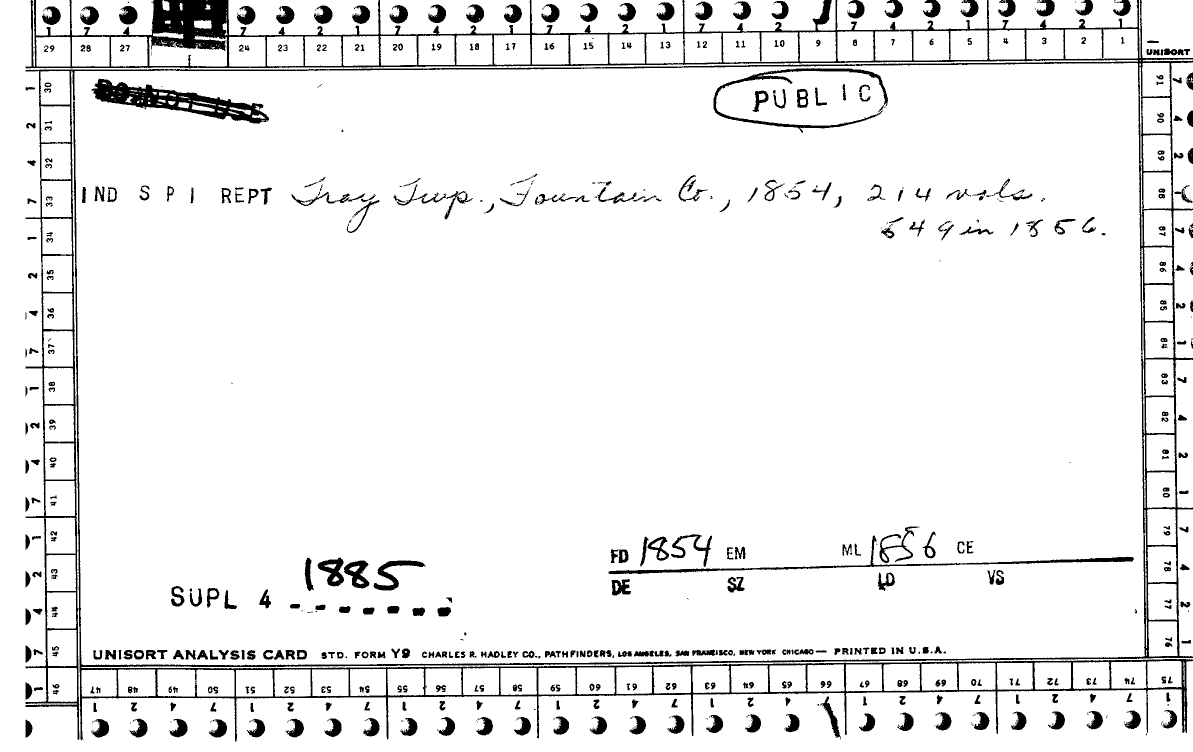 1 7 4 7 4 2 1 7 4 2 1 7 4 2 1 7 4 2 1 7 4 2 1
29 28 27 24 23 22 21 20 19 18 17 16 15 14 13 12 11 10 9 8 7 6 5 4 3 2 1
UNISORT
DO NOT USE
PUBLIC
IND S P I REPT Tray Twp., Fountain Co., 1854, 214 vols.
549 in 1856.
1 30
2 31
4 32
7 33
1 34
2 35
4 36
7 37
1 38
2 39
4 40
7 41
1 42
2 43
4 44
7 45
1 46
91 7
90 4
89 2
88
87 7
86 4
85 2
84 1
83 7
82 4
81 2
80 1
79 7
78 4
77 2
76 1
FD 1854 EM ML 1856 CE
DE SZ LD VS
1885
SUPL 4
UNISORT ANALYSIS CARD STD. FORM Y9 CHARLES R. HADLEY CO., PATHFINDERS, LOS ANGELES, SAN FRANCISCO, NEW YORK CHICAGO — PRINTED IN U.S.A.
47 48 49 50 51 52 53 54 55 56 57 58 59 60 61 62 63 64 65 66 67 68 69 70 71 72 73 74 75
1 2 4 7 1 2 4 7 1 2 4 7 1 2 4 7 1 2 4 7 1 2 4 7 1 2 4 7 1